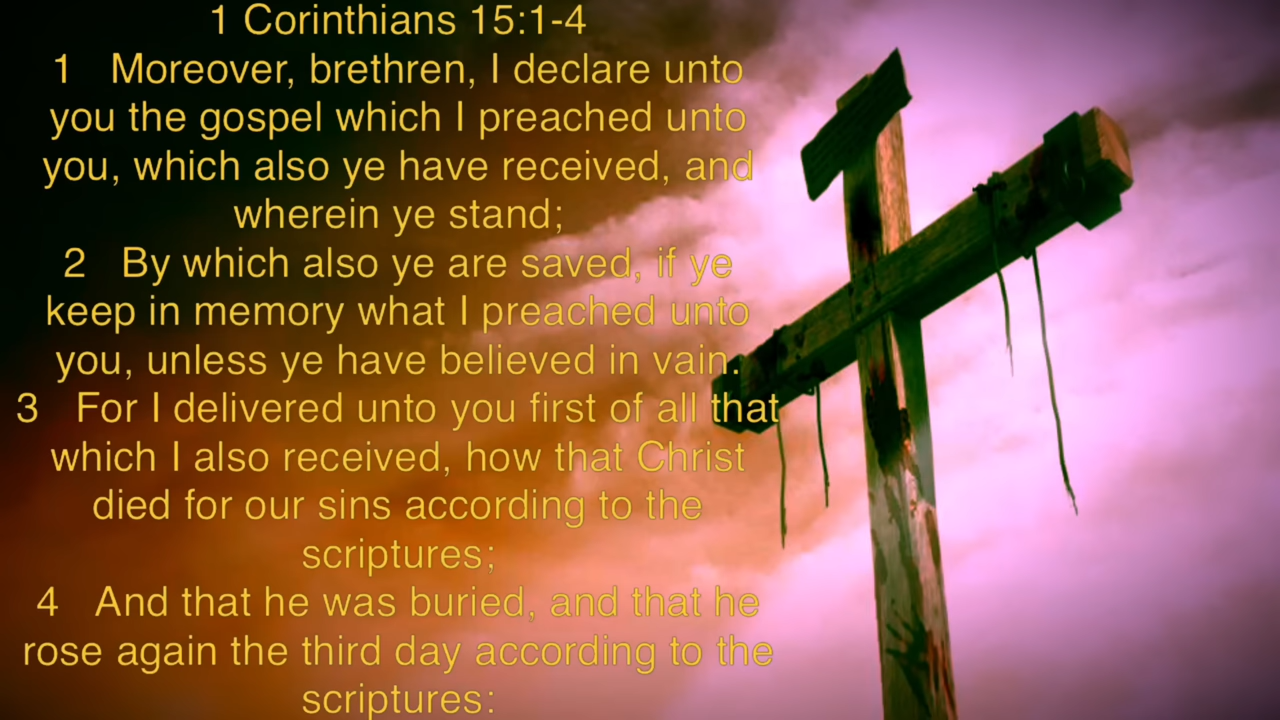 1 Corinthians 15:1-4
1 Moreover, brethren, I declare unto
you the gospel which I preached unto
you, which also ye have received, and
wherein ye stand;
2 By which also ye are saved, if ye
keep in memory what I preached unto
you, unless ye have believed in vain.
3 For I delivered unto you first of all that
which I also received, how that Christ
died for our sins according to the
scriptures;
4 And that he was buried, and that he
rose again the third day according to the
scriptures: